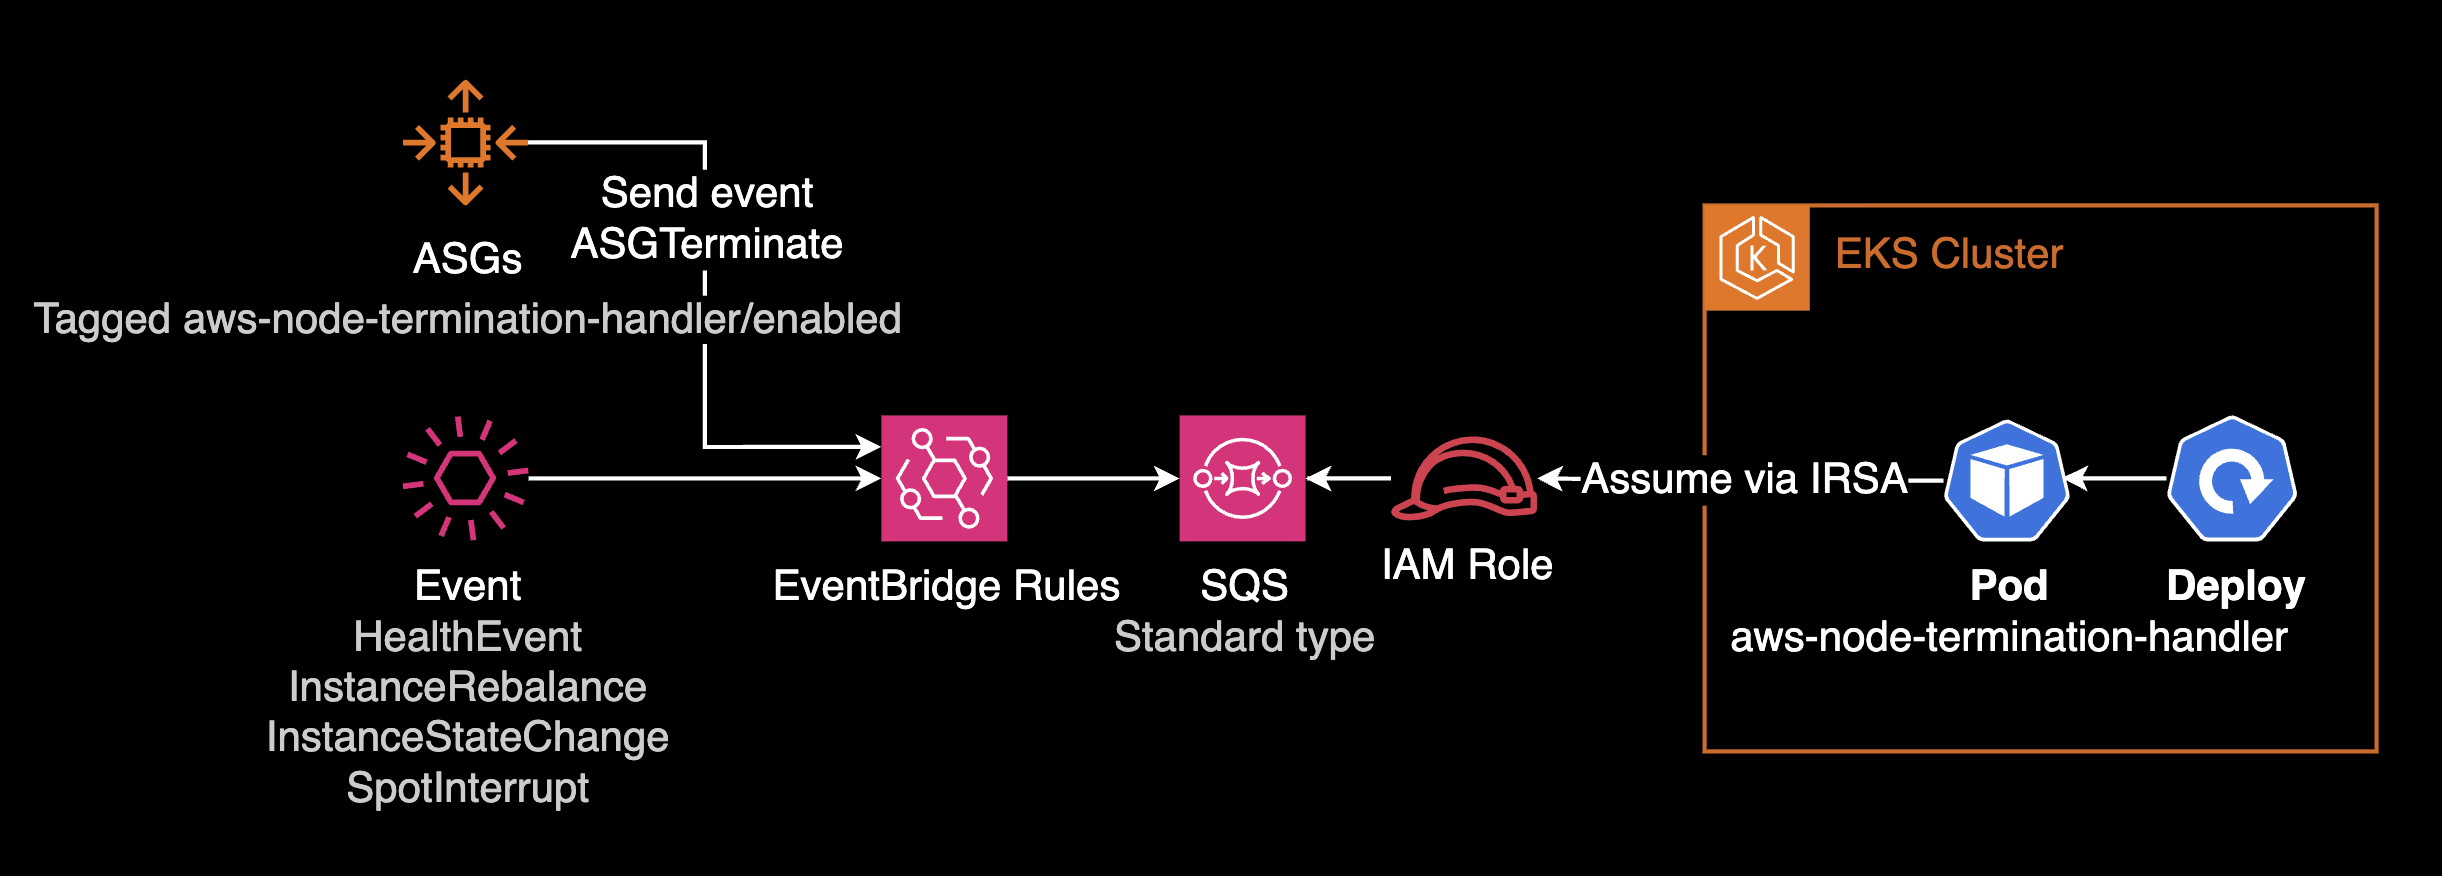 Send event
ASGTerminate
ASGs
Tagged aws-node-termination-handler/enabled
EKS Cluster
K
Assume via IRSA
Event
HealthEvent
InstanceRebalance
InstanceStateChange
SpotInterrupt
EventBridge Rules
SQS
Standard type
IAM Role
Pod
Deploy
aws-node-termination-handler